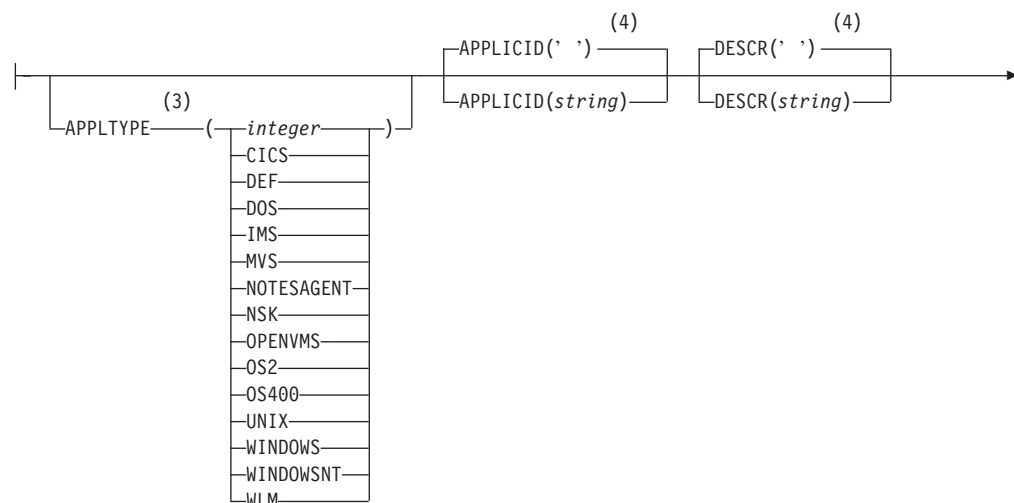 (4) (4)
APPLICID(' ') DESCR(' ')
(3) APPLICID(string) DESCR(string)
APPLTYPE ( integer )
CICS
DEF
DOS
IMS
MVS
NOTESAGENT
NSK
OPENVMS
OS2
OS400
UNIX
WINDOWS
WINDOWSNT
WLM